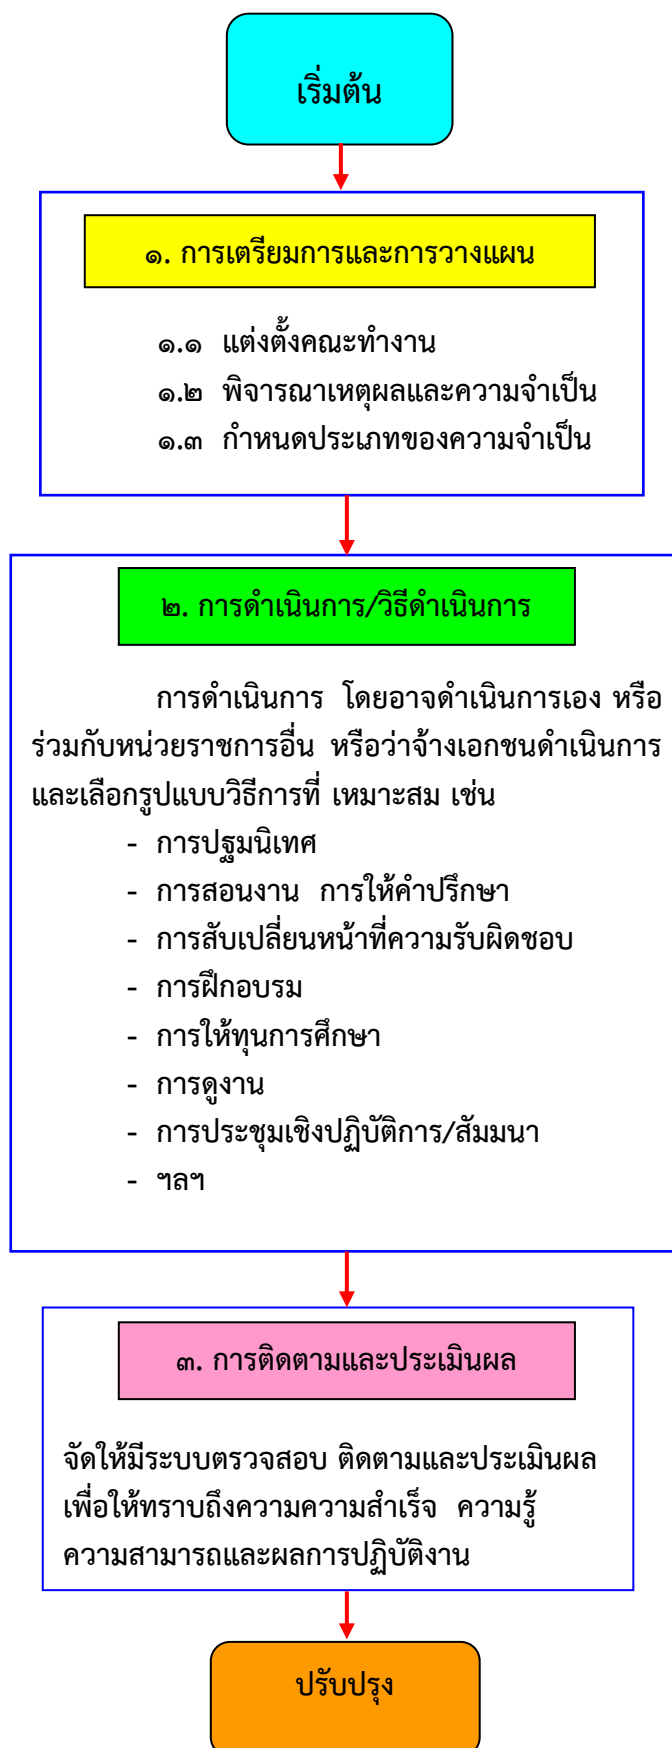 เริ่มต้น
๑. การเตรียมการและการวางแผน
๑.๑ แต่งตั้งคณะทำงาน
๑.๒ พิจารณาเหตุผลและความจำเป็น
๑.๓ กำหนดประเภทของความจำเป็น
๒. การดำเนินการ/วิธีดำเนินการ
การดำเนินการ โดยอาจดำเนินการเอง หรือ
ร่วมกับหน่วยราชการอื่น หรือว่าจ้างเอกชนดำเนินการ
และเลือกรูปแบบวิธีการที่ เหมาะสม เช่น
- การปฐมนิเทศ
- การสอนงาน การให้คำปรึกษา
- การสับเปลี่ยนหน้าที่ความรับผิดชอบ
- การฝึกอบรม
- การให้ทุนการศึกษา
- การดูงาน
- การประชุมเชิงปฏิบัติการ/สัมมนา
- ฯลฯ
๓. การติดตามและประเมินผล
จัดให้มีระบบตรวจสอบ ติดตามและประเมินผล
เพื่อให้ทราบถึงความความสำเร็จ ความรู้
ความสามารถและผลการปฏิบัติงาน
ปรับปรุง